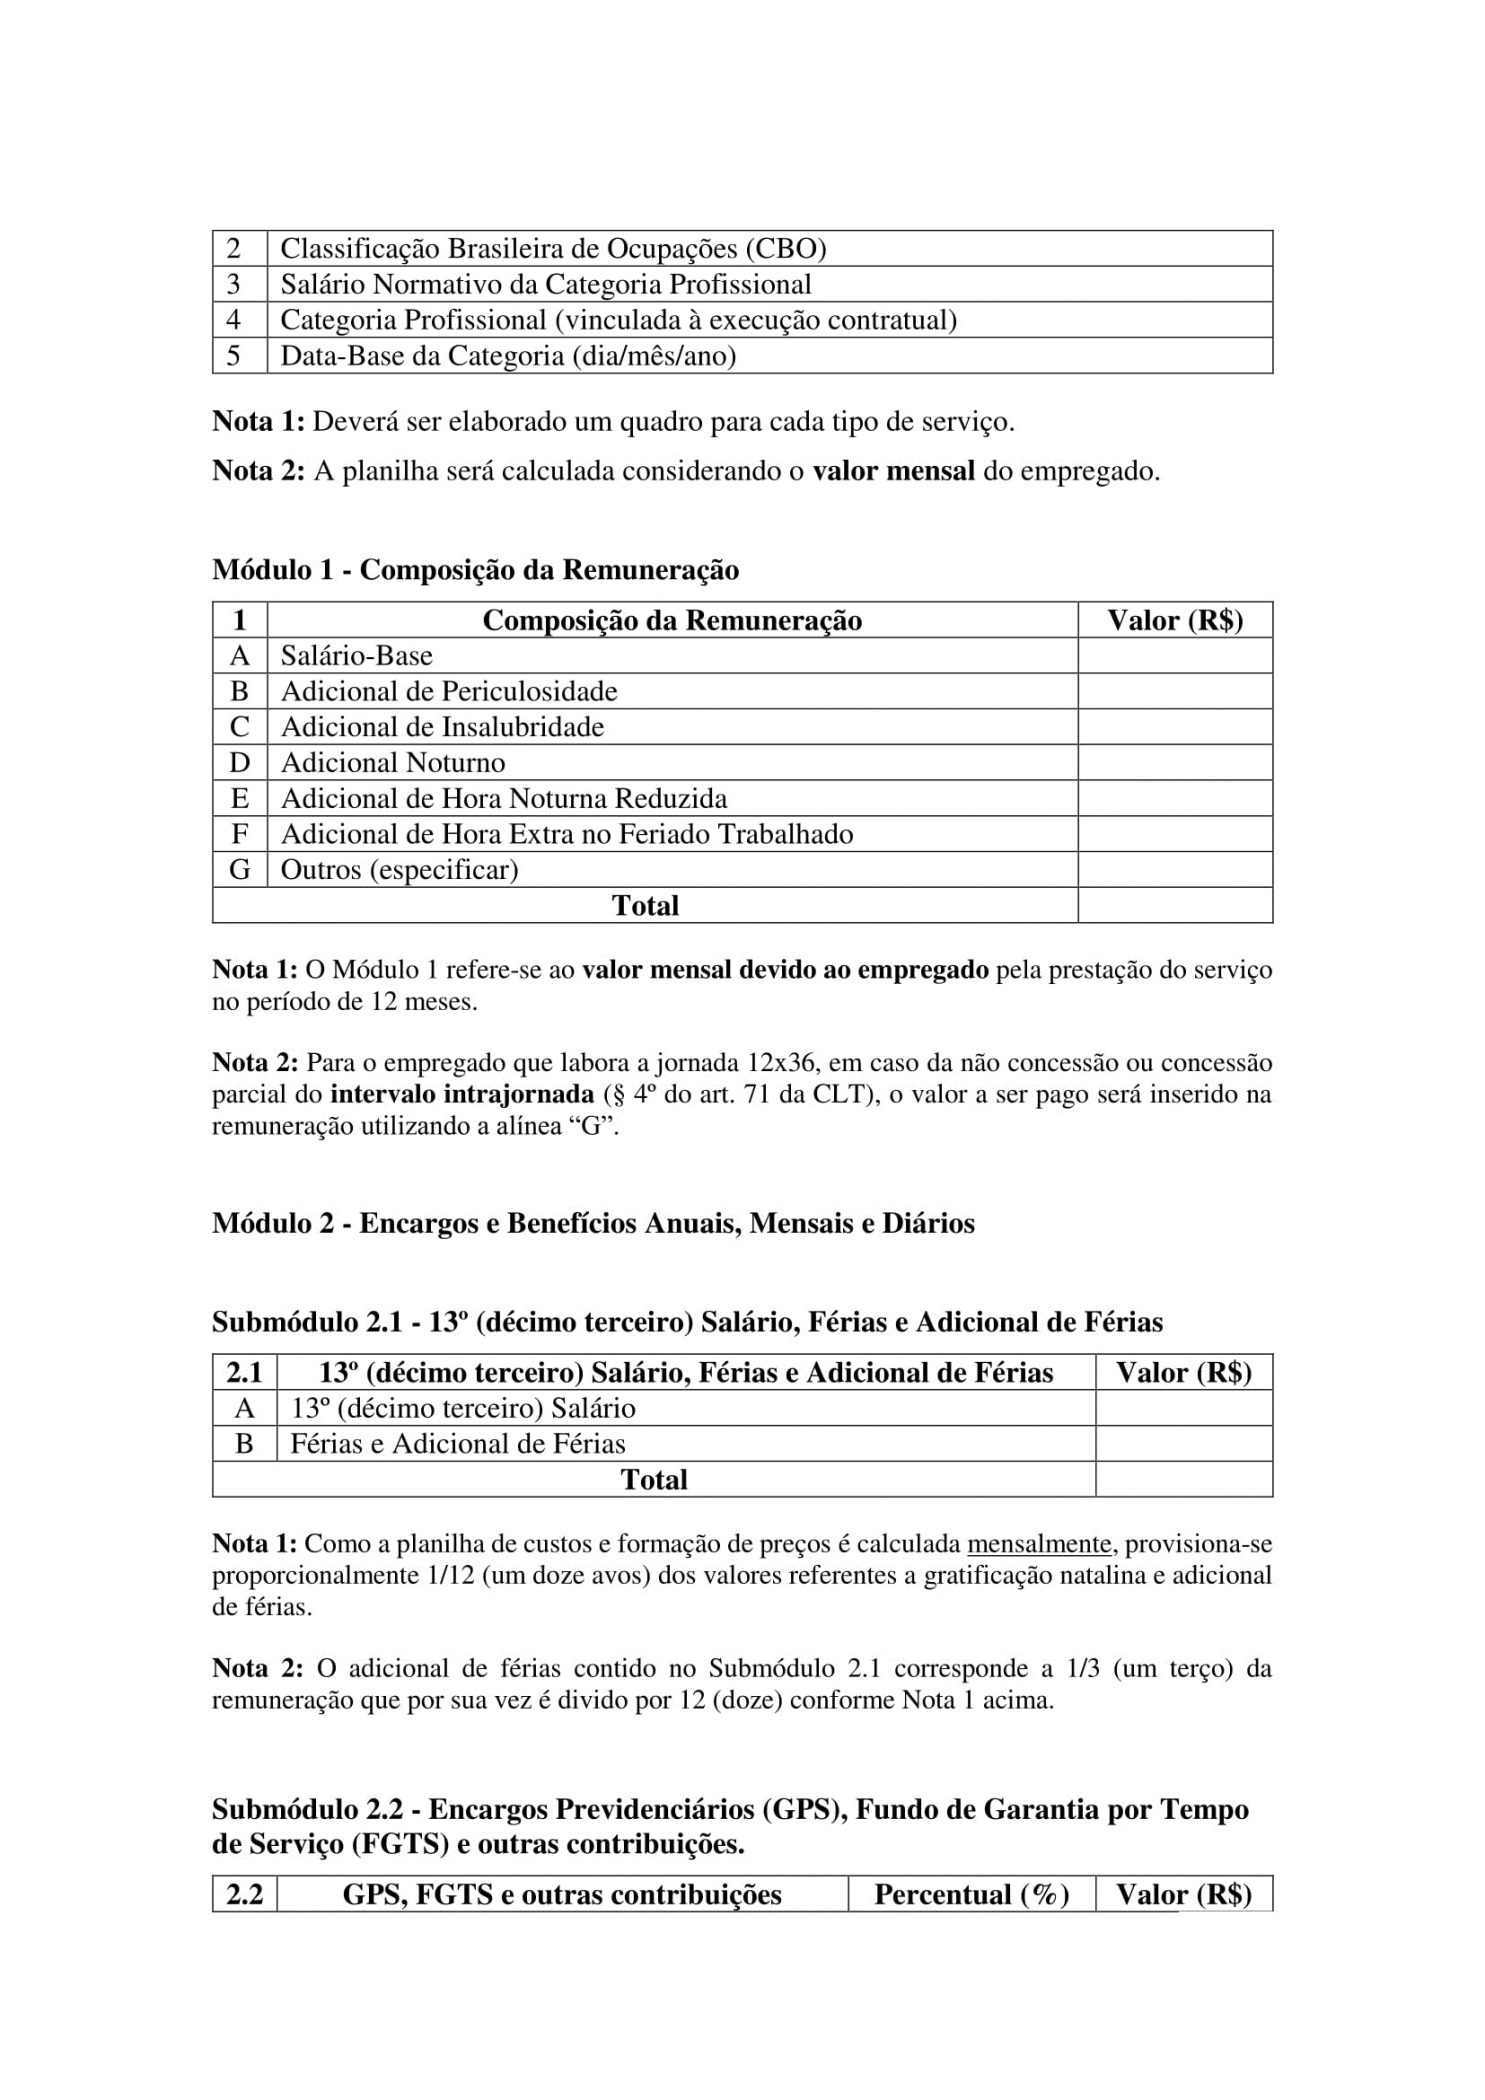 2 Classificação Brasileira de Ocupações (CBO)
3 Salário Normativo da Categoria Profissional
4 Categoria Profissional (vinculada à execução contratual)
5 Data-Base da Categoria (dia/mês/ano)
Nota 1: Deverá ser elaborado um quadro para cada tipo de serviço.
Nota 2: A planilha será calculada considerando o valor mensal do empregado.
Módulo 1 - Composição da Remuneração
1 Composição da Remuneração Valor (R$)
A Salário-Base
B Adicional de Periculosidade
C Adicional de Insalubridade
D Adicional Noturno
E Adicional de Hora Noturna Reduzida
F Adicional de Hora Extra no Feriado Trabalhado
G Outros (especificar)
Total
Nota 1: O Módulo 1 refere-se ao valor mensal devido ao empregado pela prestação do serviço
no período de 12 meses.
Nota 2: Para o empregado que labora a jornada 12x36, em caso da não concessão ou concessão
parcial do intervalo intrajornada (§ 4º do art. 71 da CLT), o valor a ser pago será inserido na
remuneração utilizando a alínea “G”.
Módulo 2 - Encargos e Benefícios Anuais, Mensais e Diários
Submódulo 2.1 - 13º (décimo terceiro) Salário, Férias e Adicional de Férias
2.1 13º (décimo terceiro) Salário, Férias e Adicional de Férias Valor (R$)
A 13º (décimo terceiro) Salário
B Férias e Adicional de Férias
Total
Nota 1: Como a planilha de custos e formação de preços é calculada mensalmente, provisiona-se
proporcionalmente 1/12 (um doze avos) dos valores referentes a gratificação natalina e adicional
de férias.
Nota 2: O adicional de férias contido no Submódulo 2.1 corresponde a 1/3 (um terço) da
remuneração que por sua vez é divido por 12 (doze) conforme Nota 1 acima.
Submódulo 2.2 - Encargos Previdenciários (GPS), Fundo de Garantia por Tempo
de Serviço (FGTS) e outras contribuições.
2.2 GPS, FGTS e outras contribuições Percentual (%) Valor (R$)